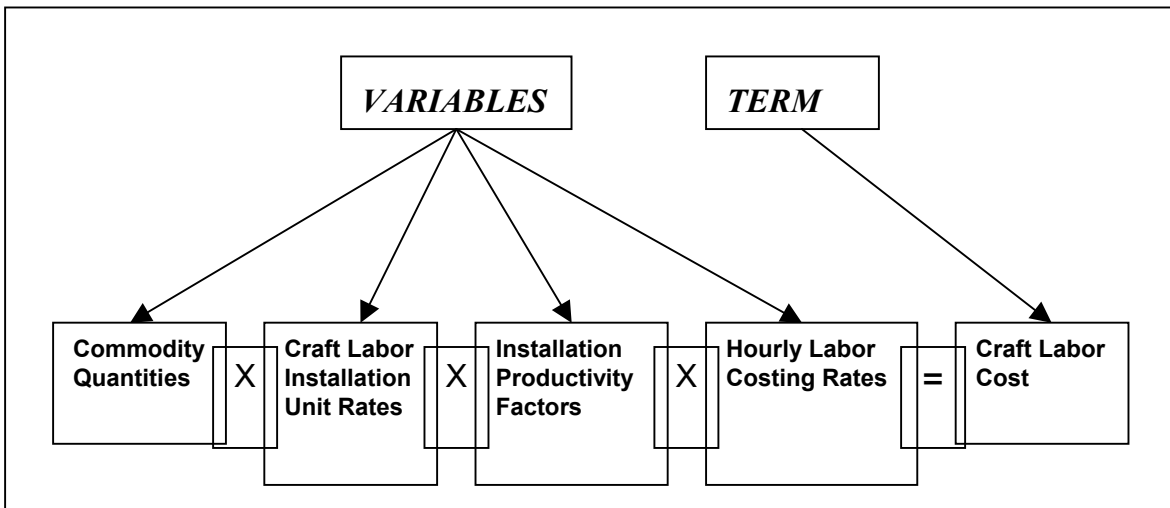 VARIABLES
TERM
Commodity
Quantities
X
Craft Labor
Installation
Unit Rates
X
Installation
Productivity
Factors
X
Hourly Labor
Costing Rates
=
Craft Labor
Cost